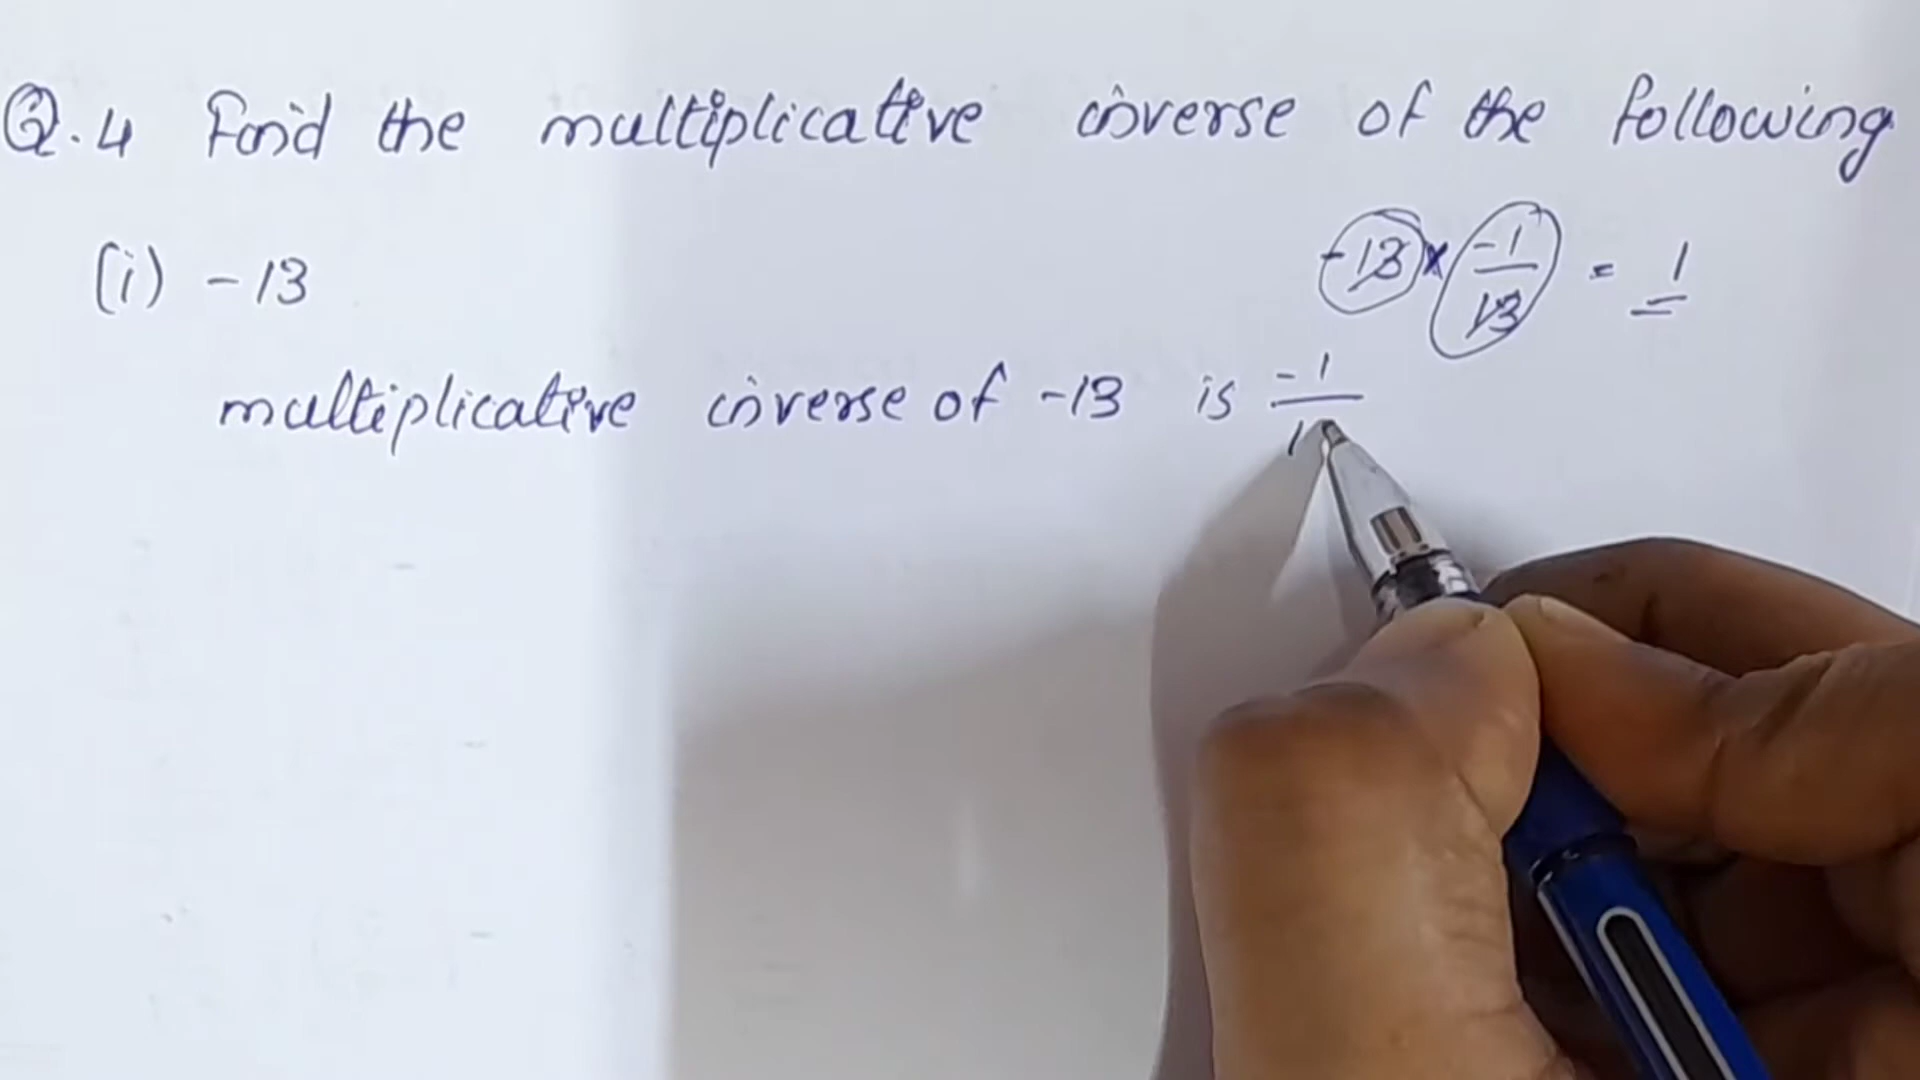 Q.4 Find the multiplicative inverse of the following
(i) -13
-13 × -1/13 = 1
multiplicative inverse of -13 is -1/1